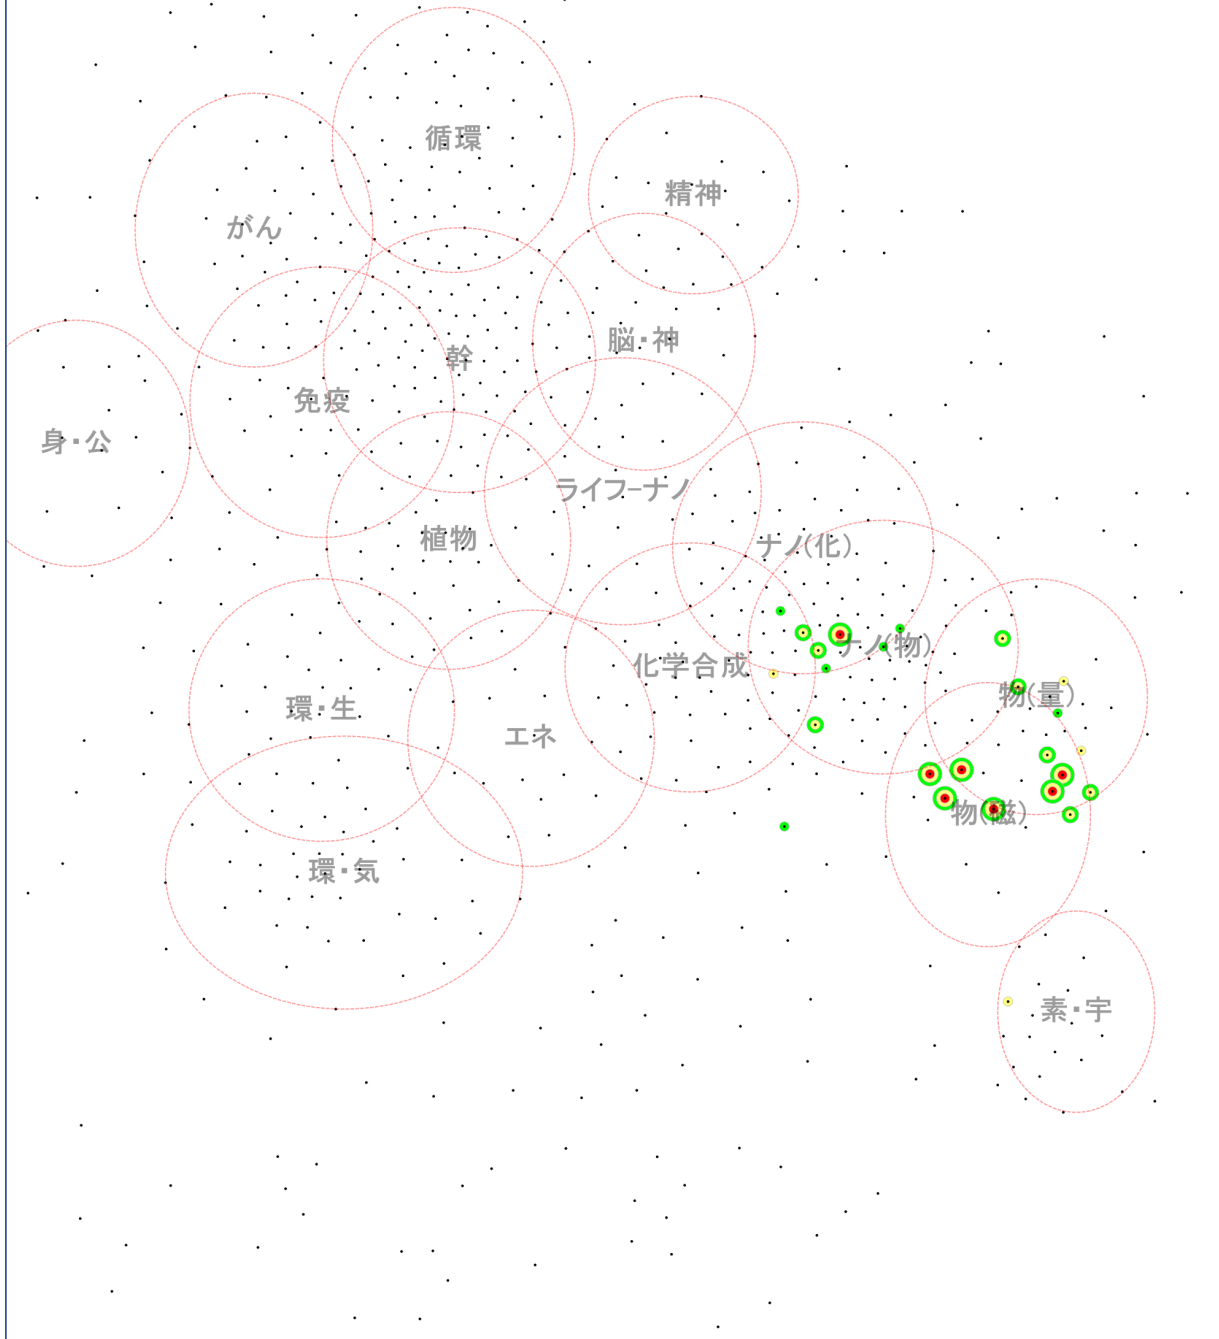 循環
精神
がん
脳・神
幹
免疫
身・公
ライフ−ナノ
植物
ナノ(化)
ナノ(物)
化学合成
物(量)
環・生
エネ
物(磁)
環・気
素・宇